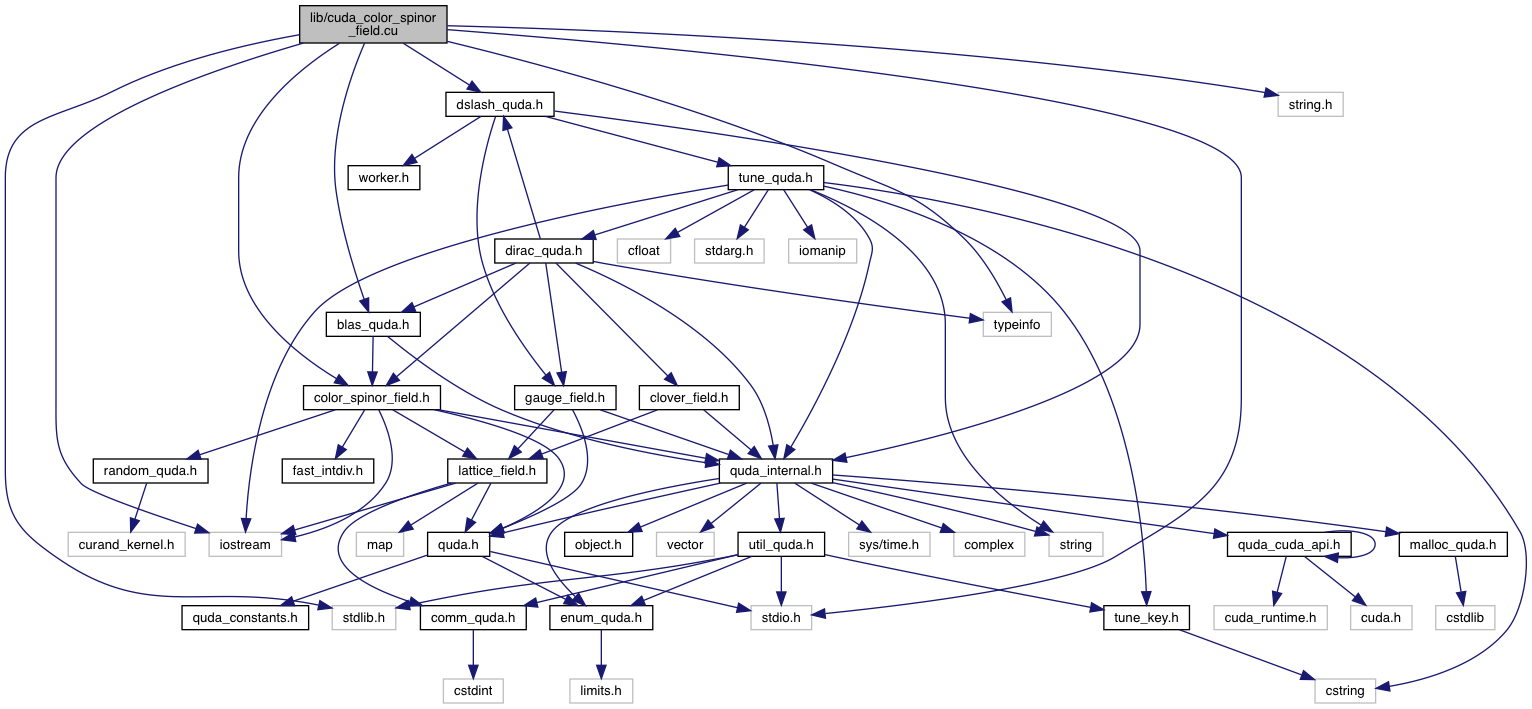 lib/cuda_color_spinor
_field.cu
dslash_quda.h
string.h
worker.h
tune_quda.h
dirac_quda.h
cfloat
stdarg.h
iomanip
blas_quda.h
typeinfo
color_spinor_field.h
gauge_field.h
clover_field.h
random_quda.h
fast_intdiv.h
lattice_field.h
quda_internal.h
curand_kernel.h
iostream
map
quda.h
object.h
vector
util_quda.h
sys/time.h
complex
string
quda_cuda_api.h
malloc_quda.h
quda_constants.h
stdlib.h
comm_quda.h
enum_quda.h
stdio.h
tune_key.h
cuda_runtime.h
cuda.h
cstdlib
cstdint
limits.h
cstring